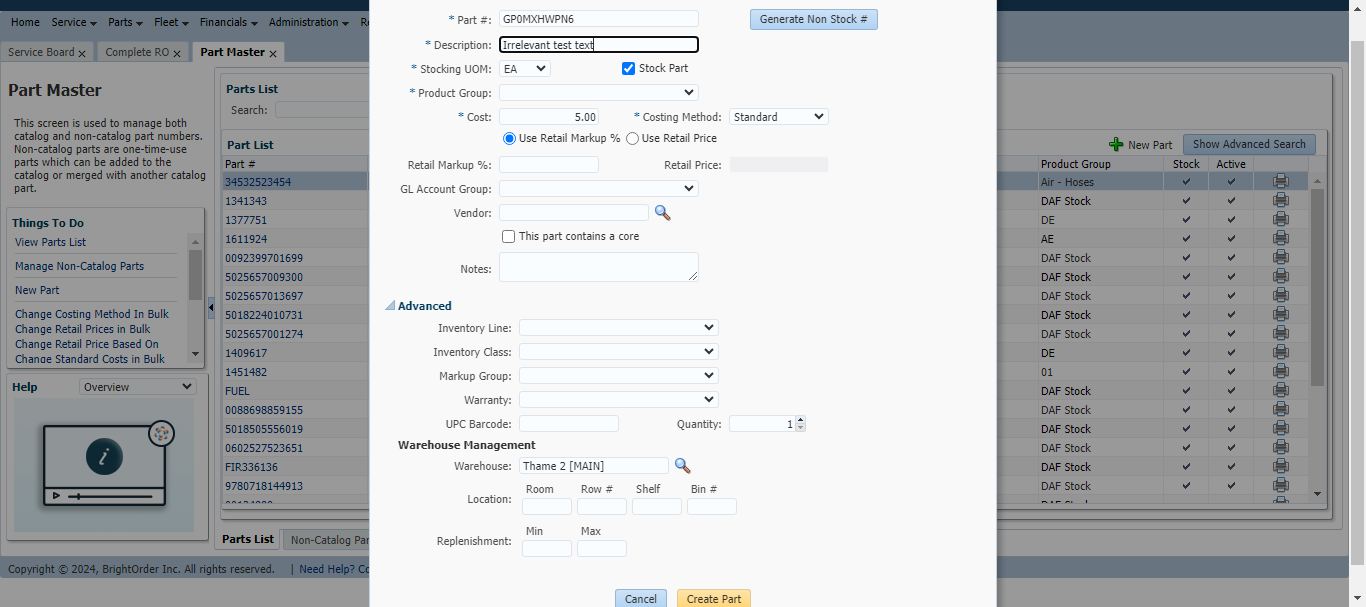 Home Service Parts Fleet Financials Administration
Service Board x Complete RO x Part Master x
Part Master
This screen is used to manage both
catalog and non-catalog part numbers.
Non-catalog parts are one-time-use
parts which can be added to the
catalog or merged with another catalog
part.
Things To Do
View Parts List
Manage Non-Catalog Parts
New Part
Change Costing Method In Bulk
Change Retail Prices in Bulk
Change Retail Price Based On
Change Standard Costs in Bulk
Help Overview
Parts List
Search:
Part List
Part #
34532523454
1341343
1377751
1611924
0092399701699
5025657009300
5025657013697
5018224010731
5025657001274
1409617
1451482
FUEL
0088698859155
5018505556019
0602527523651
FIR336136
9780718144913
Parts List Non-Catalog Par
* Part #: GP0MXHWPN6 Generate Non Stock #
* Description: Irrelevant test text
* Stocking UOM: EA Stock Part
* Product Group:
* Cost: 5.00 * Costing Method: Standard
Use Retail Markup % Use Retail Price
Retail Markup %: Retail Price:
GL Account Group:
Vendor:
This part contains a core
Notes:
Advanced
Inventory Line:
Inventory Class:
Markup Group:
Warranty:
UPC Barcode: Quantity: 1
Warehouse Management
Warehouse: Thame 2 [MAIN]
Room Row # Shelf Bin #
Location:
Min Max
Replenishment:
Cancel Create Part
New Part Show Advanced Search
Product Group Stock Active
Air - Hoses
DAF Stock
DE
AE
DAF Stock
DAF Stock
DAF Stock
DAF Stock
DAF Stock
DE
01
DAF Stock
DAF Stock
DAF Stock
DAF Stock
DAF Stock
DAF Stock
Copyright © 2024, BrightOrder Inc. All rights reserved. | Need Help?